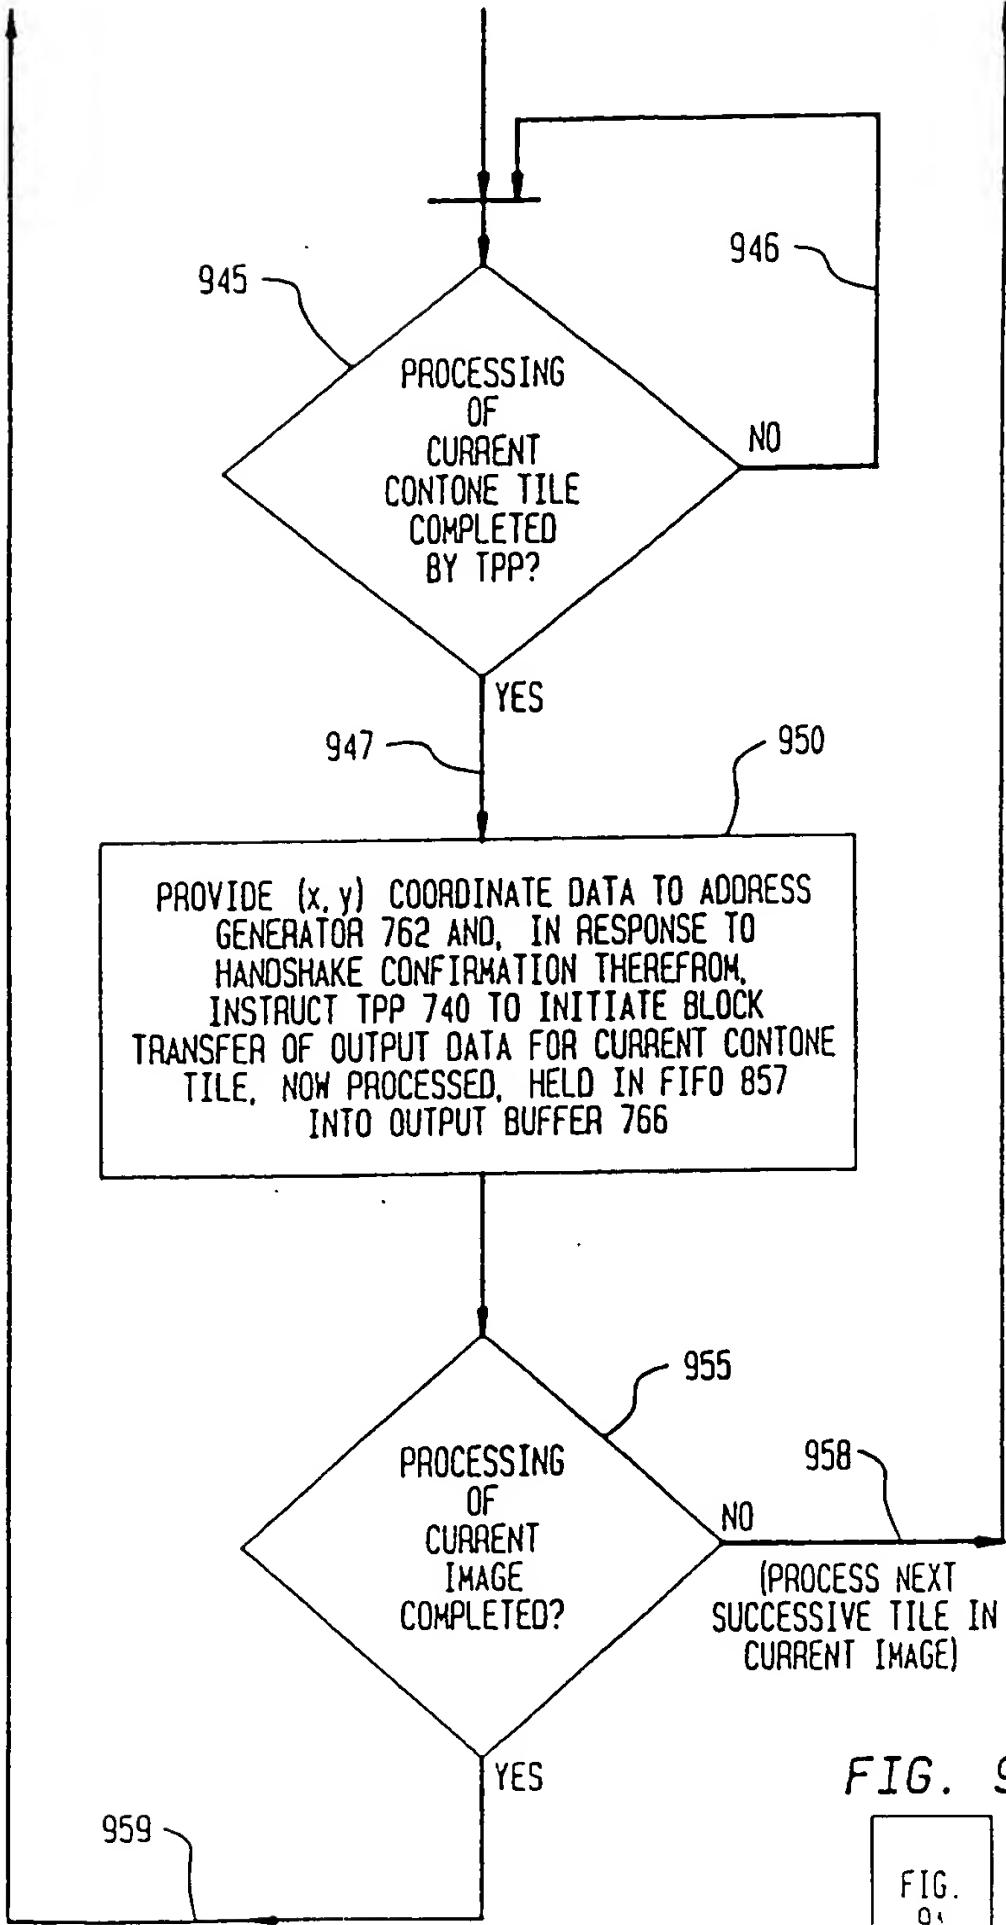 946
945
PROCESSING
OF
CURRENT
CONTONE TILE
COMPLETED
BY TPP?
NO
YES
947
950
PROVIDE (x, y) COORDINATE DATA TO ADDRESS
GENERATOR 762 AND, IN RESPONSE TO
HANDSHAKE CONFIRMATION THEREFROM,
INSTRUCT TPP 740 TO INITIATE BLOCK
TRANSFER OF OUTPUT DATA FOR CURRENT CONTONE
TILE, NOW PROCESSED, HELD IN FIFO 857
INTO OUTPUT BUFFER 766
955
PROCESSING
OF
CURRENT
IMAGE
COMPLETED?
958
NO
(PROCESS NEXT
SUCCESSIVE TILE IN
CURRENT IMAGE)
YES
959
FIG.
FIG.